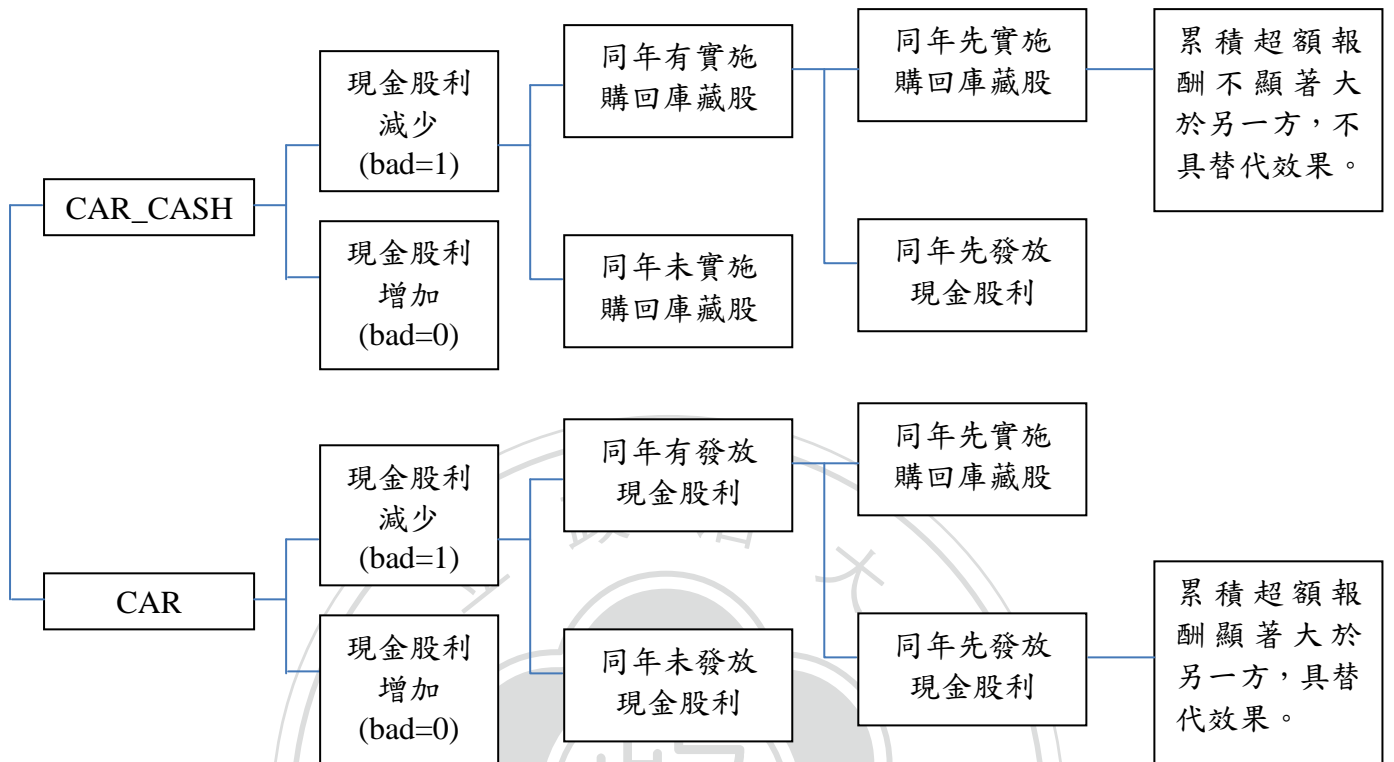 CAR_CASH
現金股利
減少
(bad=1)
現金股利
增加
(bad=0)
同年有實施
購回庫藏股
同年未實施
購回庫藏股
同年先實施
購回庫藏股
同年先發放
現金股利
累積超額報
酬不顯著大
於另一方，不
具替代效果。
CAR
現金股利
減少
(bad=1)
現金股利
增加
(bad=0)
同年有發放
現金股利
同年未發放
現金股利
同年先實施
購回庫藏股
同年先發放
現金股利
累積超額報
酬顯著大於
另一方，具替
代效果。